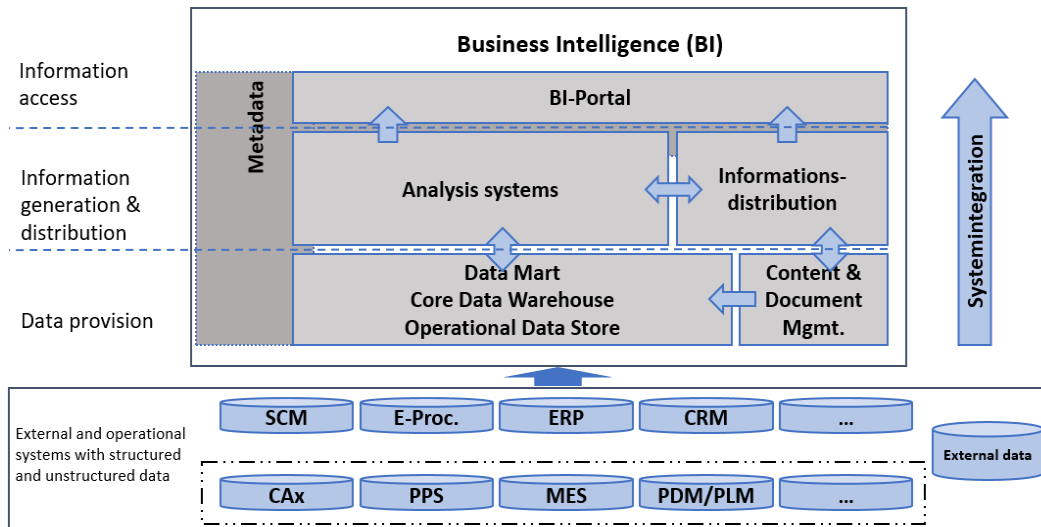 Business Intelligence (BI)
Information
access
Metadata
BI-Portal
Information
generation &
distribution
Analysis systems
Informations-
distribution
Data provision
Data Mart
Core Data Warehouse
Operational Data Store
Content &
Document
Mgmt.
Systemintegration
External and operational
systems with structured
and unstructured data
SCM
E-Proc.
ERP
CRM
...
CAx
PPS
MES
PDM/PLM
...
External data